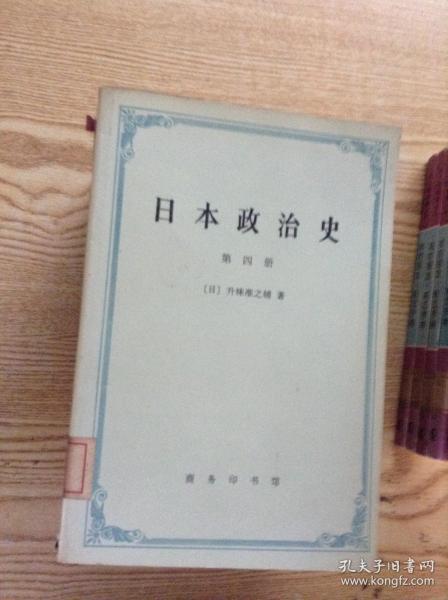 日本政治史
第四册
〔日〕升味准之辅 著
商务印书馆
孔夫子旧书网
www.kongfz.com